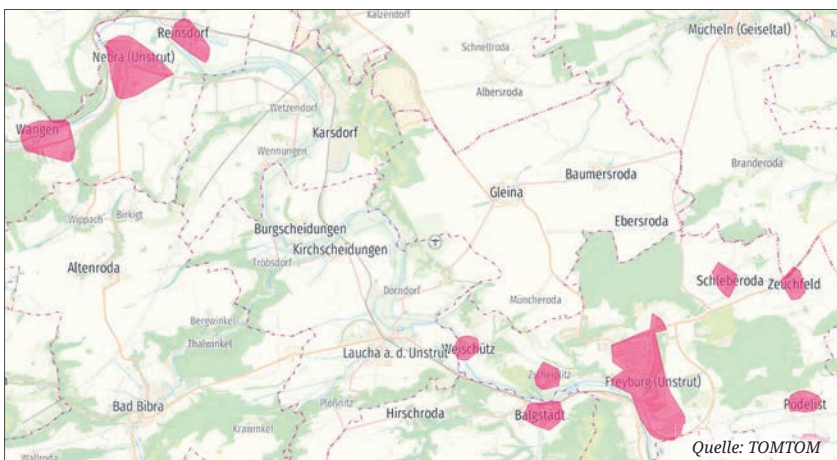 Kalzendorf
Reinsdorf
Mücheln (Geiseltal)
Schnellroda
Nebra (Unstrut)
Albersroda
Wetzendorf
Wangen
Karsdorf
Wennungen
Branderoda
Baumersroda
Gleina
Wippach
Birkigt
Ebersroda
Burgscheidungen
Kirchscheidungen
Tröbsdorf
Altenroda
Schleberoda
Zeuchfeld
Dorndorf
Müncheroda
Bergwinkel
Thalwinkel
Weischütz
Laucha a. d. Unstrut
Zscheiplitz
Freyburg (Unstrut)
Plößnitz
Bad Bibra
Hirschroda
Balgstädt
Podelist
Krawinkel
Wallroda
Quelle: TOMTOM